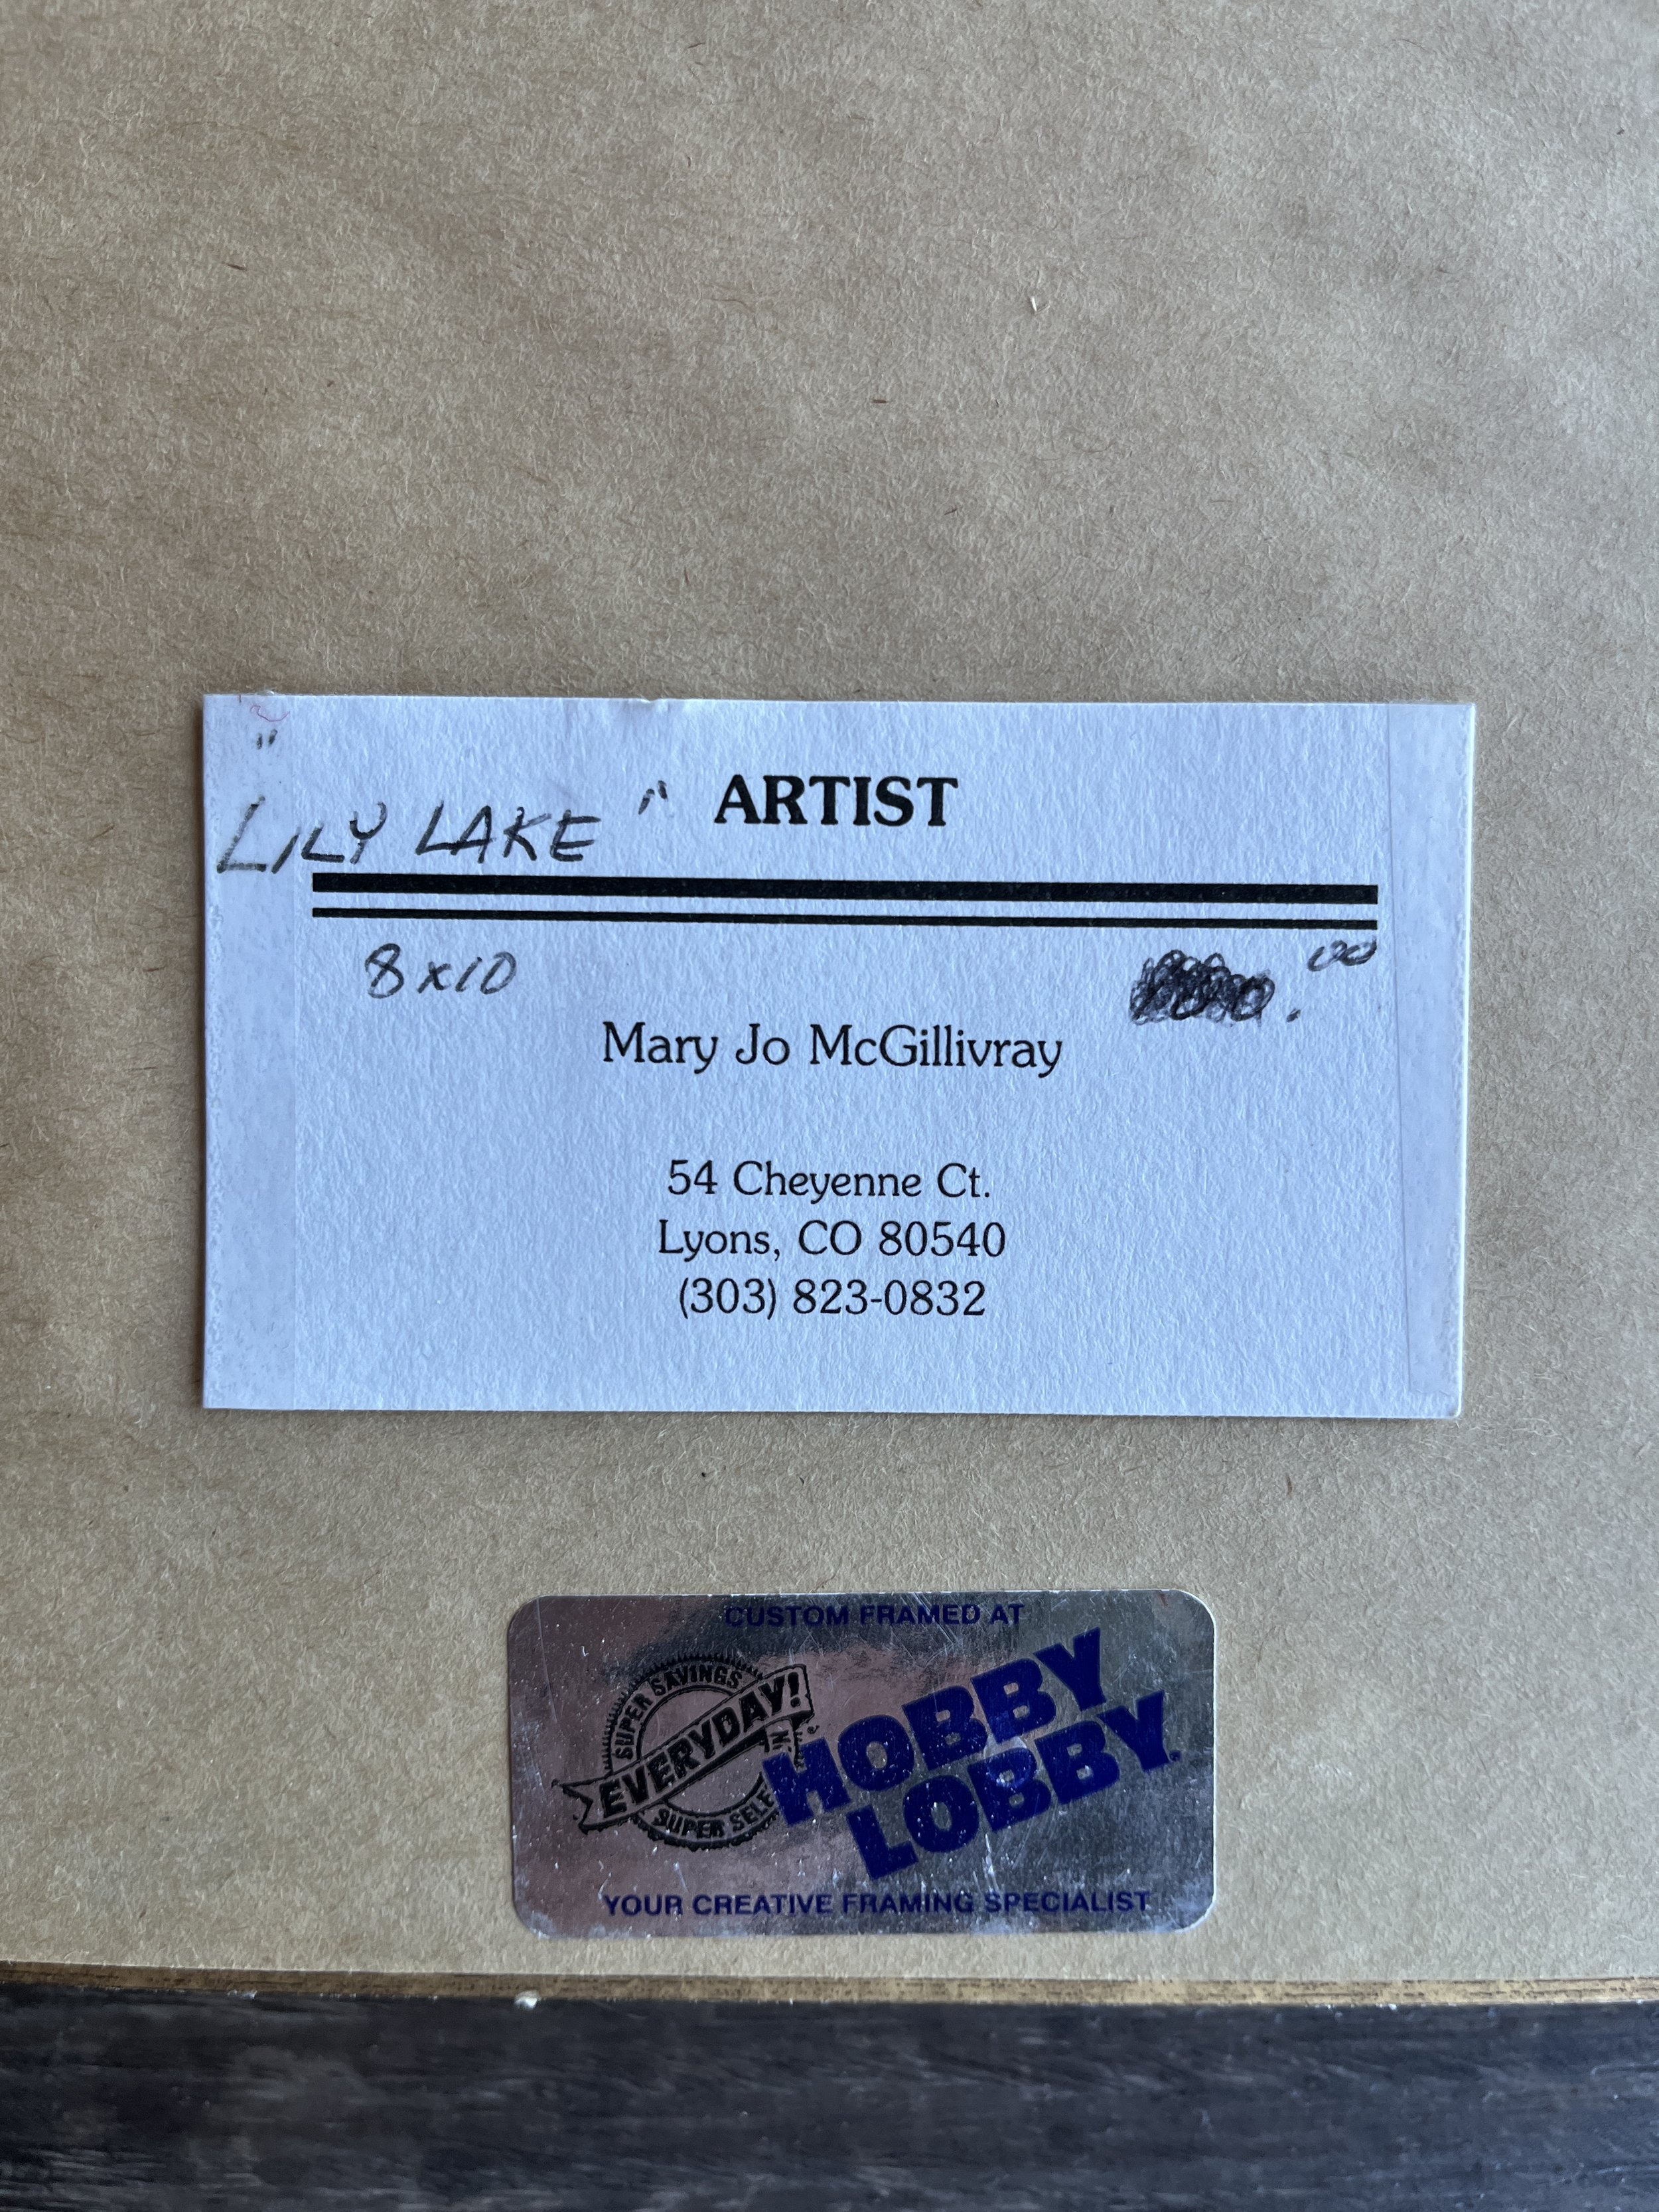 "LILY LAKE" ARTIST
8x10 .00
Mary Jo McGillivray
54 Cheyenne Ct.
Lyons, CO 80540
(303) 823-0832
CUSTOM FRAMED AT
SUPER SAVINGS
EVERYDAY!
SUPER
HOBBY
LOBBY
YOUR CREATIVE FRAMING SPECIALIST